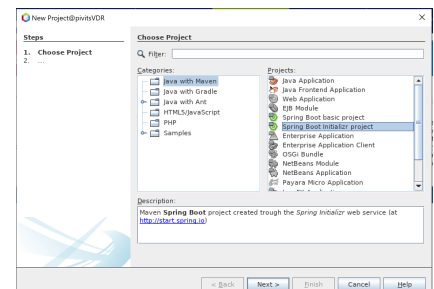 New Project@pivitsVDR
Steps
1. Choose Project
2. ...
Choose Project
Filter:
Categories:
Java with Maven
Java with Gradle
Java with Ant
HTML5/JavaScript
PHP
Samples
Projects:
Java Application
Java Frontend Application
Web Application
EJB Module
Spring Boot basic project
Spring Boot Initializr project
Enterprise Application
Enterprise Application Client
OSGi Bundle
NetBeans Module
NetBeans Application
Payara Micro Application
Description:
Maven Spring Boot project created trough the Spring Initializr web service (at
http://start.spring.io)
< Back
Next >
Finish
Cancel
Help